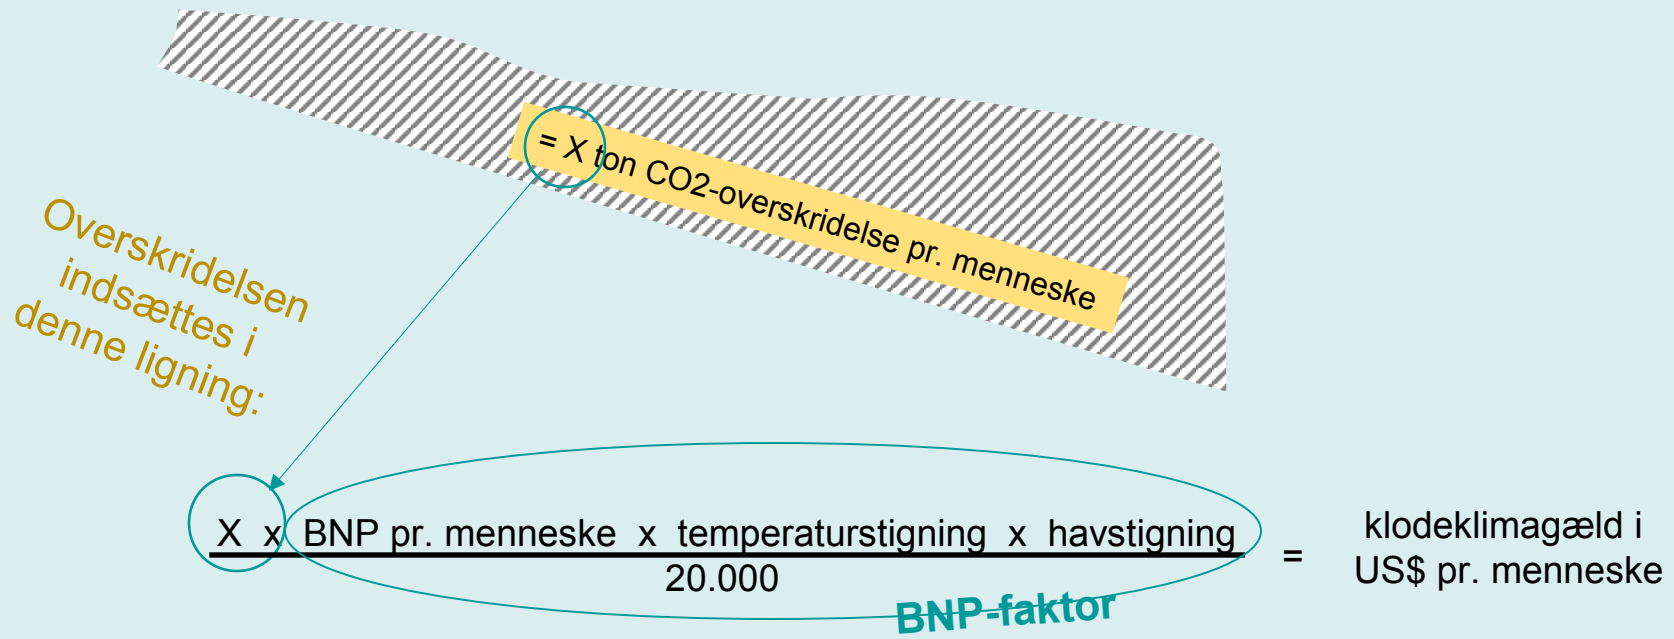 = X ton CO2-overskridelse pr. menneske
Overskridelsen
indsættes i
denne ligning:
X x BNP pr. menneske x temperaturstigning x havstigning
20.000
=
klodeklimagæld i
US$ pr. menneske
BNP-faktor